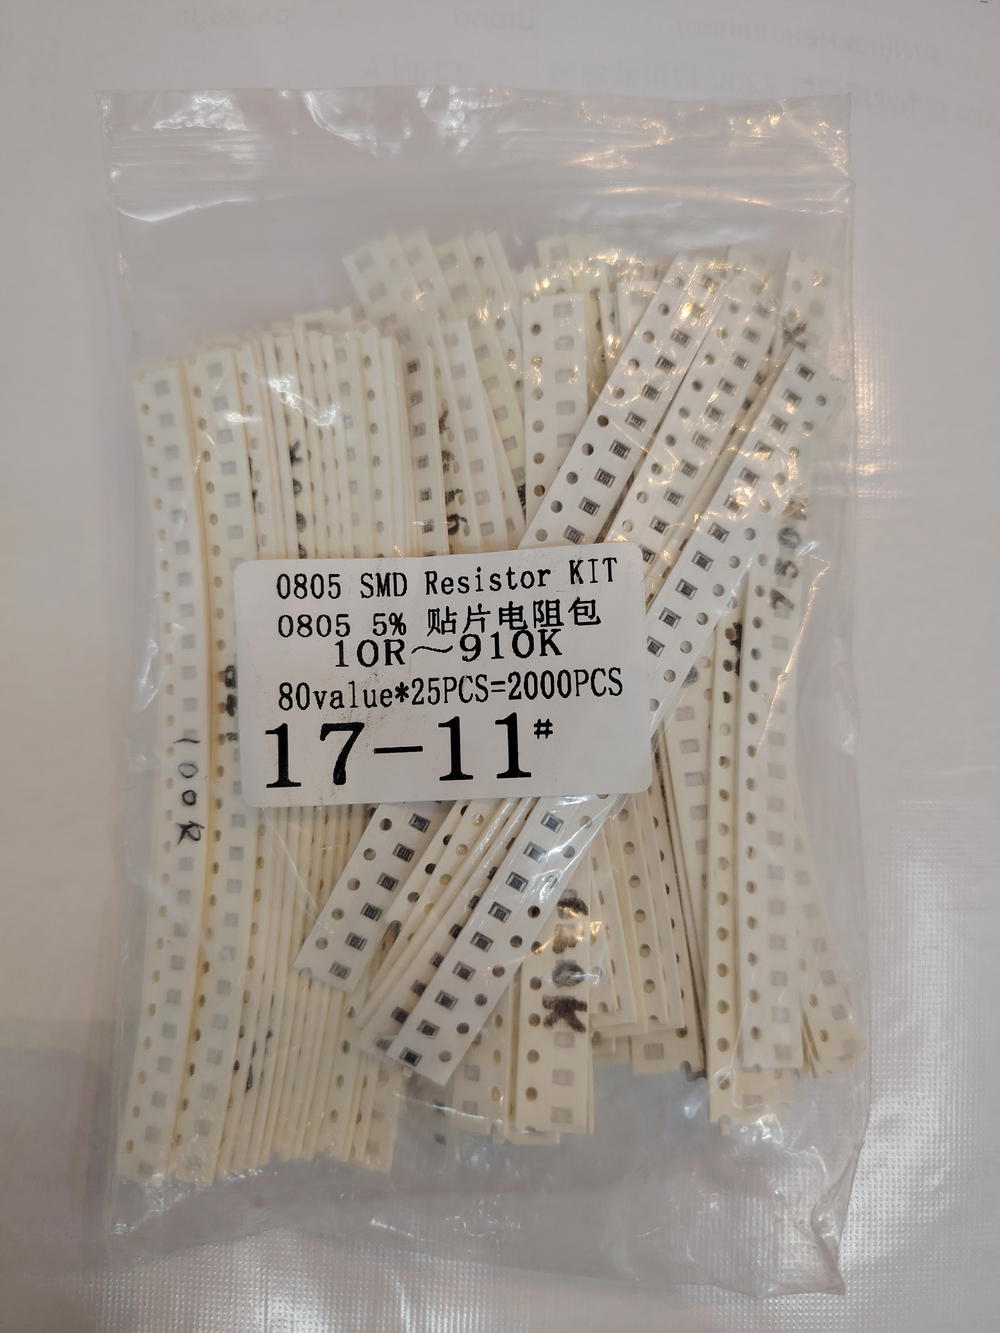 0805 SMD Resistor KIT
0805 5% 贴片电阻包
10R～910K
80value*25PCS=2000PCS
17-11#
100R